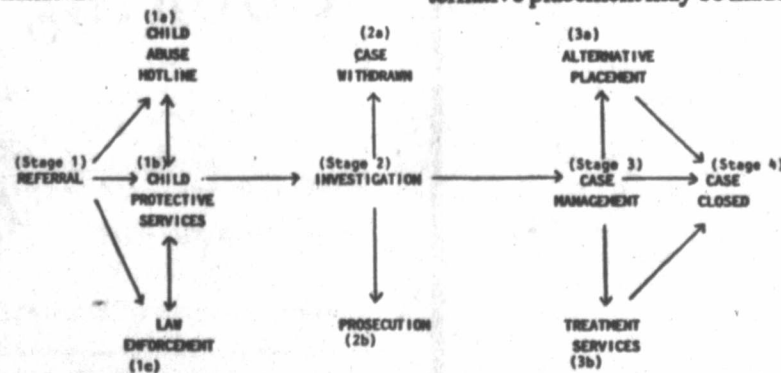 (1a)
CHILD
ABUSE
HOTLINE
(2a)
CASE
WITHDRAWN
(3a)
ALTERNATIVE
PLACEMENT
(Stage 1)
REFERRAL
(1b)
CHILD
PROTECTIVE
SERVICES
(Stage 2)
INVESTIGATION
(Stage 3)
CASE
MANAGEMENT
(Stage 4)
CASE
CLOSED
LAW
ENFORCEMENT
(1c)
PROSECUTION
(2b)
TREATMENT
SERVICES
(3b)